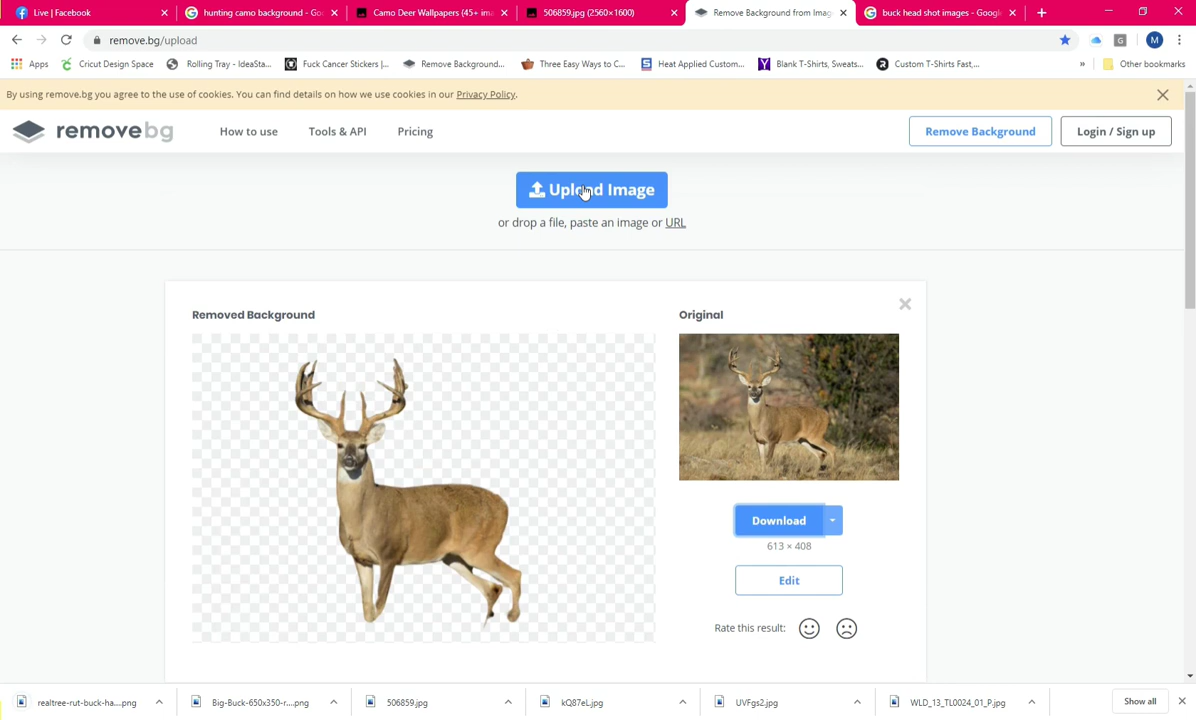 Live | Facebook
hunting camo background - Goo
Camo Deer Wallpapers (45+ ima
506859.jpg (2560×1600)
Remove Background from Imag
buck head shot images - Google
remove.bg/upload
G
M
Apps
Cricut Design Space
Rolling Tray - IdeaSta...
Fuck Cancer Stickers |...
Remove Background...
Three Easy Ways to C...
Heat Applied Custom...
Blank T-Shirts, Sweats...
Custom T-Shirts Fast,...
»
Other bookmarks
By using remove.bg you agree to the use of cookies. You can find details on how we use cookies in our Privacy Policy.
removebg
How to use
Tools & API
Pricing
Remove Background
Login / Sign up
Upload Image
or drop a file, paste an image or URL
Removed Background
Original
Download
613 × 408
Edit
Rate this result:
realtree-rut-buck-ha....png
Big-Buck-650x350-r....png
506859.jpg
kQ87eL.jpg
UVFgs2.jpg
WLD_13_TL0024_01_P.jpg
Show all